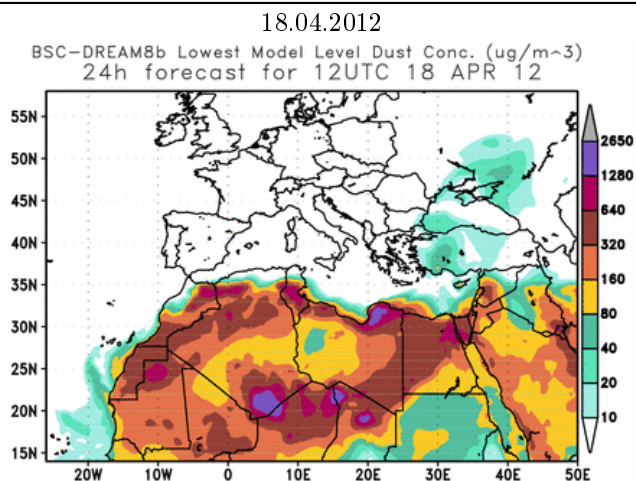 18.04.2012
BSC-DREAM8b Lowest Model Level Dust Conc. (ug/m^3)
24h forecast for 12UTC 18 APR 12
55N
50N
45N
40N
35N
30N
25N
20N
15N
20W 10W 0 10E 20E 30E 40E 50E
2650
1280
640
320
160
80
40
20
10